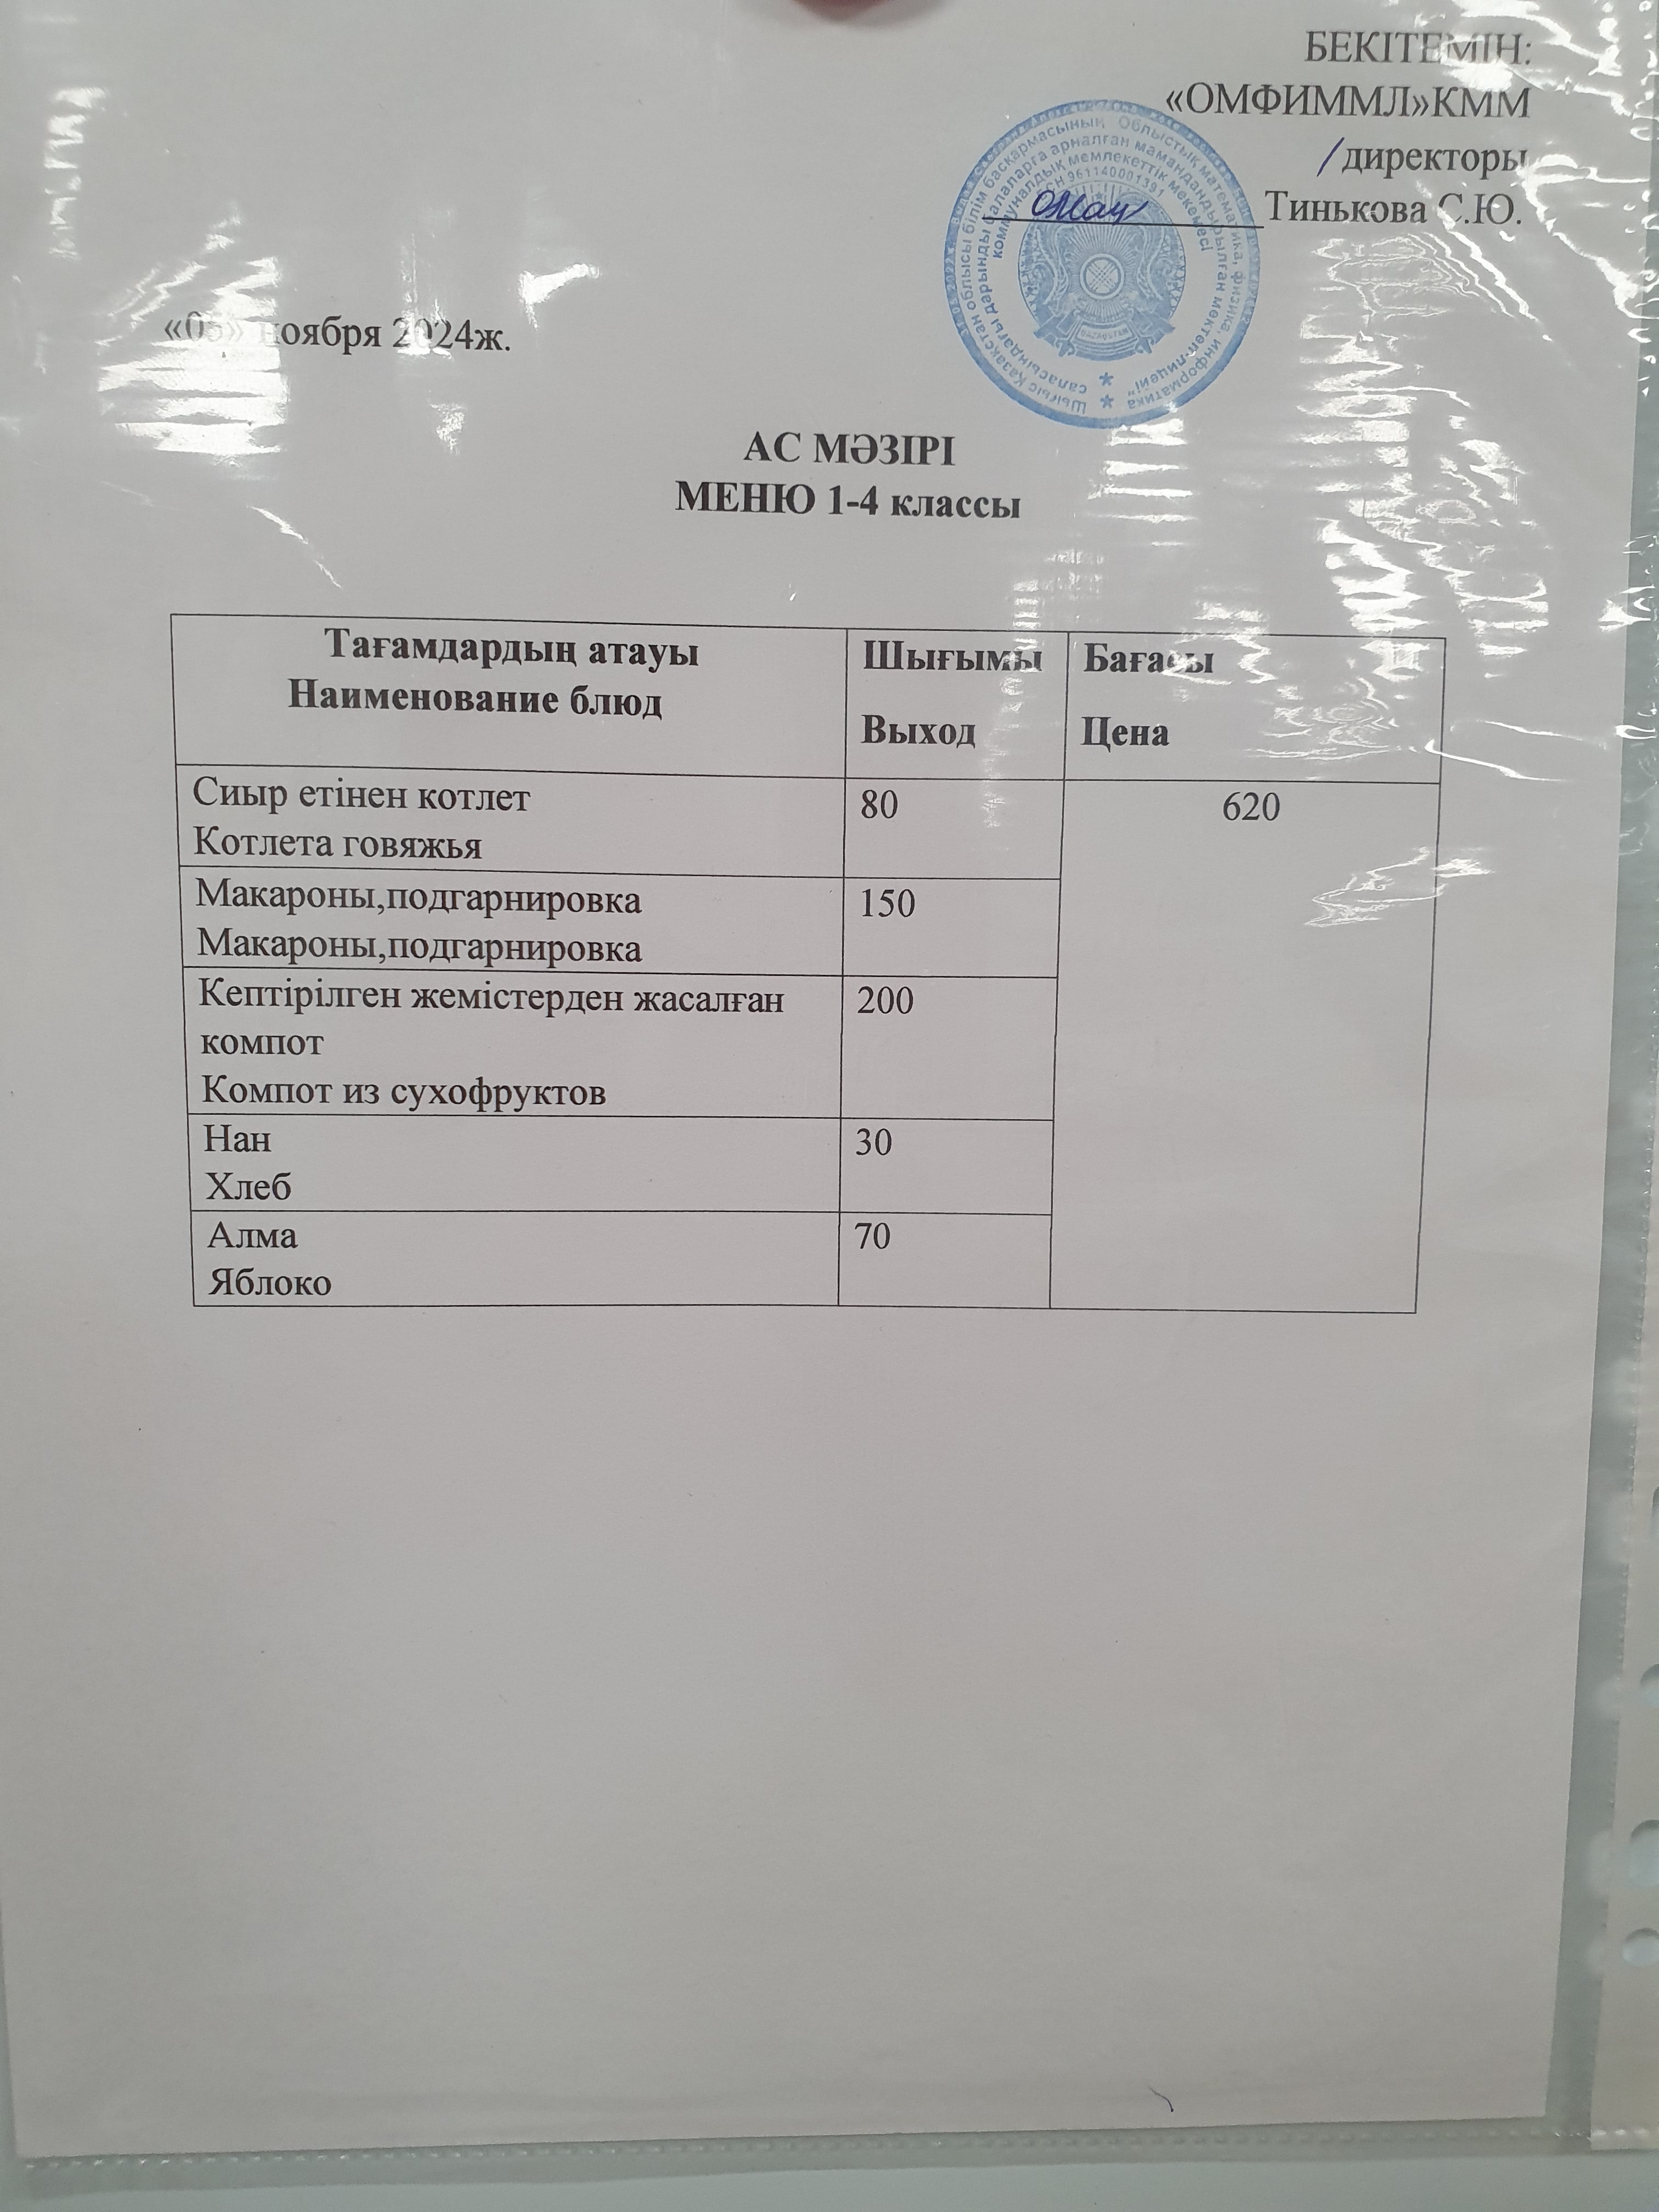 БЕКІТЕМІН:
«ОМФИММЛ»КММ
директоры
Тинькова С.Ю.
ноября 2024ж.
АС МӘЗІРІ
МЕНЮ 1-4 классы
Тағамдардың атауы
Наименование блюд
Шығымы
Выход
Бағасы
Цена
Сиыр етінен котлет
Котлета говяжья
80
620
Макароны,подгарнировка
Макароны,подгарнировка
150
Кептірілген жемістерден жасалған
компот
Компот из сухофруктов
200
Нан
Хлеб
30
Алма
Яблоко
70